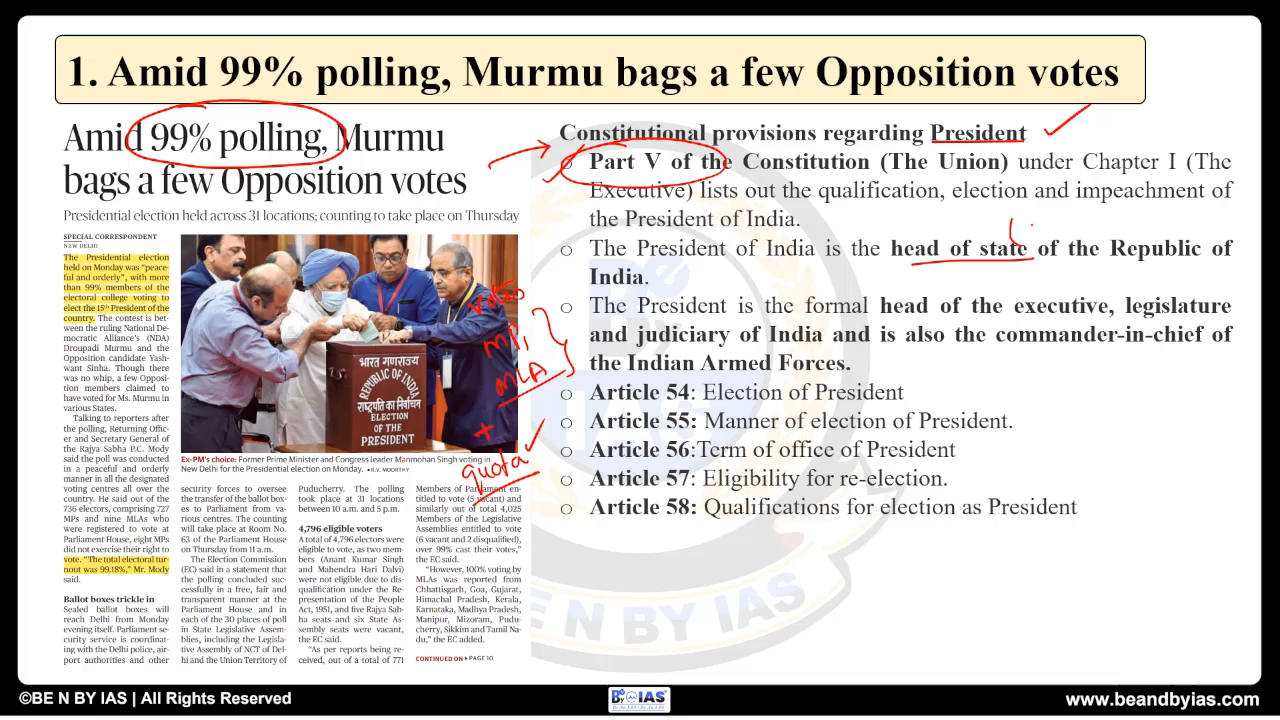 1. Amid 99% polling, Murmu bags a few Opposition votes
Amid 99% polling, Murmu
bags a few Opposition votes
Presidential election held across 31 locations; counting to take place on Thursday
SPECIAL CORRESPONDENT
NEW DELHI
The Presidential election
held on Monday was “peace-
ful and orderly”, with more
than 99% members of the
electoral college voting to
elect the 15th President of the
country. The contest is bet-
ween the ruling National De-
mocratic Alliance’s (NDA)
Droupadi Murmu and the
Opposition candidate Yash-
want Sinha. Though there
was no whip, a few Opposi-
tion members claimed to
have voted for Ms. Murmu in
various States.
Talking to reporters after
the polling, Returning Offic-
er and Secretary General of
the Rajya Sabha P.C. Mody
said the poll was conducted
in a peaceful and orderly
manner in all the designated
voting centres all over the
country. He said out of the
736 electors, comprising 727
MPs and nine MLAs who
were registered to vote at
Parliament House, eight MPs
did not exercise their right to
vote. “The total electoral tur-
nout was 99.18%,” Mr. Mody
said.
Ballot boxes trickle in
Sealed ballot boxes will
reach Delhi from Monday
evening itself. Parliament se-
curity service is coordinat-
ing with the Delhi police, air-
port authorities and other
भारत गणराज्य
REPUBLIC OF INDIA
राष्ट्रपति का निर्वाचन
ELECTION
OF THE
PRESIDENT
votes
MP,
MLA
+
quota
Ex-PM’s choice: Former Prime Minister and Congress leader Manmohan Singh voting in
New Delhi for the Presidential election on Monday. ▪ R.V. MOORTHY
security forces to oversee
the transfer of the ballot box-
es to Parliament from va-
rious centres. The counting
will take place at Room No.
63 of the Parliament House
on Thursday from 11 a.m.
The Election Commission
(EC) said in a statement that
the polling concluded suc-
cessfully in a free, fair and
transparent manner at the
Parliament House and in
each of the 30 places of poll
in State Legislative Assem-
blies, including the Legisla-
tive Assembly of NCT of Del-
hi and the Union Territory of
Puducherry. The polling
took place at 31 locations
between 10 a.m. and 5 p.m.
4,796 eligible voters
A total of 4,796 electors were
eligible to vote, as two mem-
bers (Anant Kumar Singh
and Mahendra Hari Dalvi)
were not eligible due to dis-
qualification under the Re-
presentation of the People
Act, 1951, and five Rajya Sab-
ha seats and six State As-
sembly seats were vacant,
the EC said.
“As per reports being re-
ceived, out of a total of 771
Members of Parliament en-
titled to vote (5 vacant) and
similarly out of total 4,025
Members of the Legislative
Assemblies entitled to vote
(6 vacant and 2 disqualified),
over 99% cast their votes,”
the EC said.
“However, 100% voting by
MLAs was reported from
Chhattisgarh, Goa, Gujarat,
Himachal Pradesh, Kerala,
Karnataka, Madhya Pradesh,
Manipur, Mizoram, Pudu-
cherry, Sikkim and Tamil Na-
du,” the EC added.
CONTINUED ON ▸ PAGE 10
Constitutional provisions regarding President
o Part V of the Constitution (The Union) under Chapter I (The
Executive) lists out the qualification, election and impeachment of
the President of India.
o The President of India is the head of state of the Republic of
India.
o The President is the formal head of the executive, legislature
and judiciary of India and is also the commander-in-chief of
the Indian Armed Forces.
o Article 54: Election of President
o Article 55: Manner of election of President.
o Article 56:Term of office of President
o Article 57: Eligibility for re-election.
o Article 58: Qualifications for election as President
BE N BY IAS
©BE N BY IAS | All Rights Reserved
Be By IAS
www.beandbyias.com